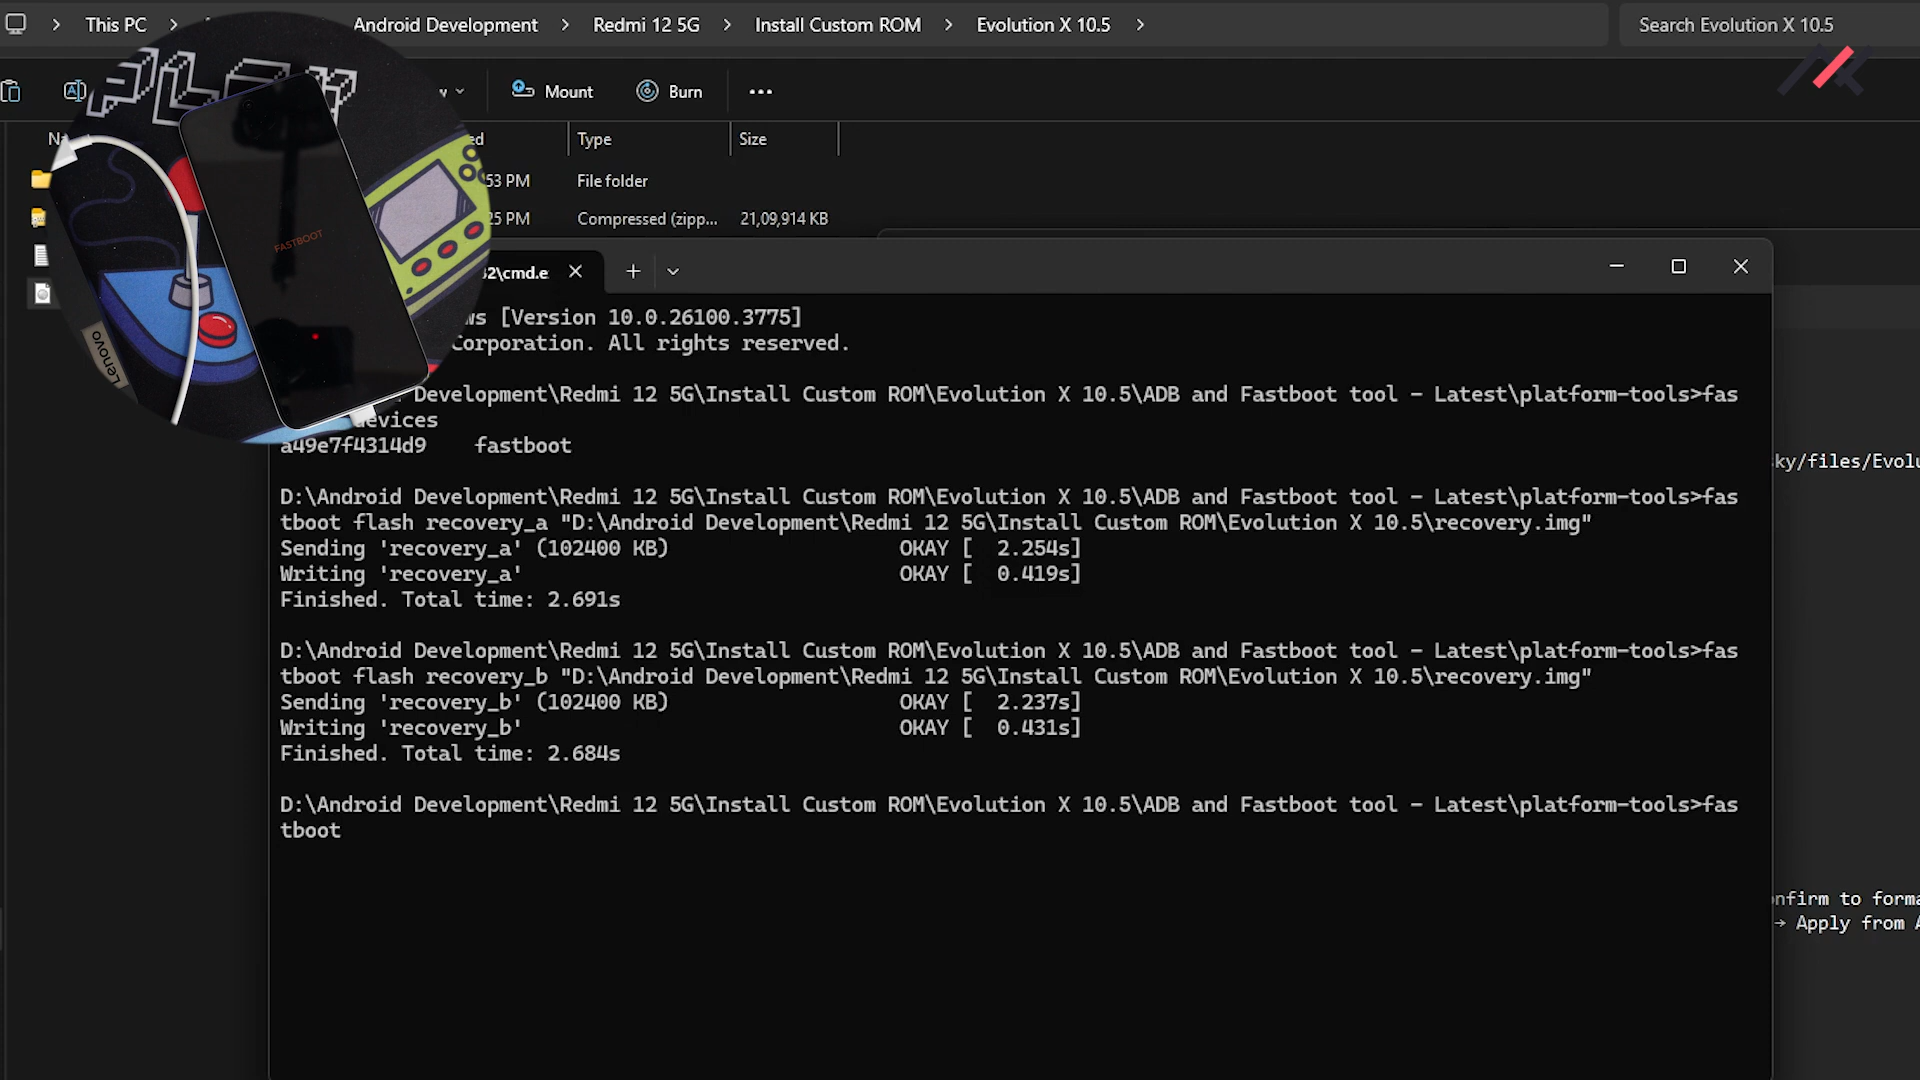 This PC
Android Development
Redmi 12 5G
Install Custom ROM
Evolution X 10.5
Search Evolution X 10.5
PLAY
Mount
Burn
Type
Size
53 PM
File folder
25 PM
Compressed (zipp...
21,09,914 KB
FASTBOOT
Lenovo
32\cmd.e
[Version 10.0.26100.3775]
Corporation. All rights reserved.
Development\Redmi 12 5G\Install Custom ROM\Evolution X 10.5\ADB and Fastboot tool - Latest\platform-tools>fas
devices
a49e7f4314d9 fastboot
D:\Android Development\Redmi 12 5G\Install Custom ROM\Evolution X 10.5\ADB and Fastboot tool - Latest\platform-tools>fas
tboot flash recovery_a "D:\Android Development\Redmi 12 5G\Install Custom ROM\Evolution X 10.5\recovery.img"
Sending 'recovery_a' (102400 KB) OKAY [ 2.254s]
Writing 'recovery_a' OKAY [ 0.419s]
Finished. Total time: 2.691s
D:\Android Development\Redmi 12 5G\Install Custom ROM\Evolution X 10.5\ADB and Fastboot tool - Latest\platform-tools>fas
tboot flash recovery_b "D:\Android Development\Redmi 12 5G\Install Custom ROM\Evolution X 10.5\recovery.img"
Sending 'recovery_b' (102400 KB) OKAY [ 2.237s]
Writing 'recovery_b' OKAY [ 0.431s]
Finished. Total time: 2.684s
D:\Android Development\Redmi 12 5G\Install Custom ROM\Evolution X 10.5\ADB and Fastboot tool - Latest\platform-tools>fas
tboot
ky/files/Evolu
onfirm to forma
→ Apply from A